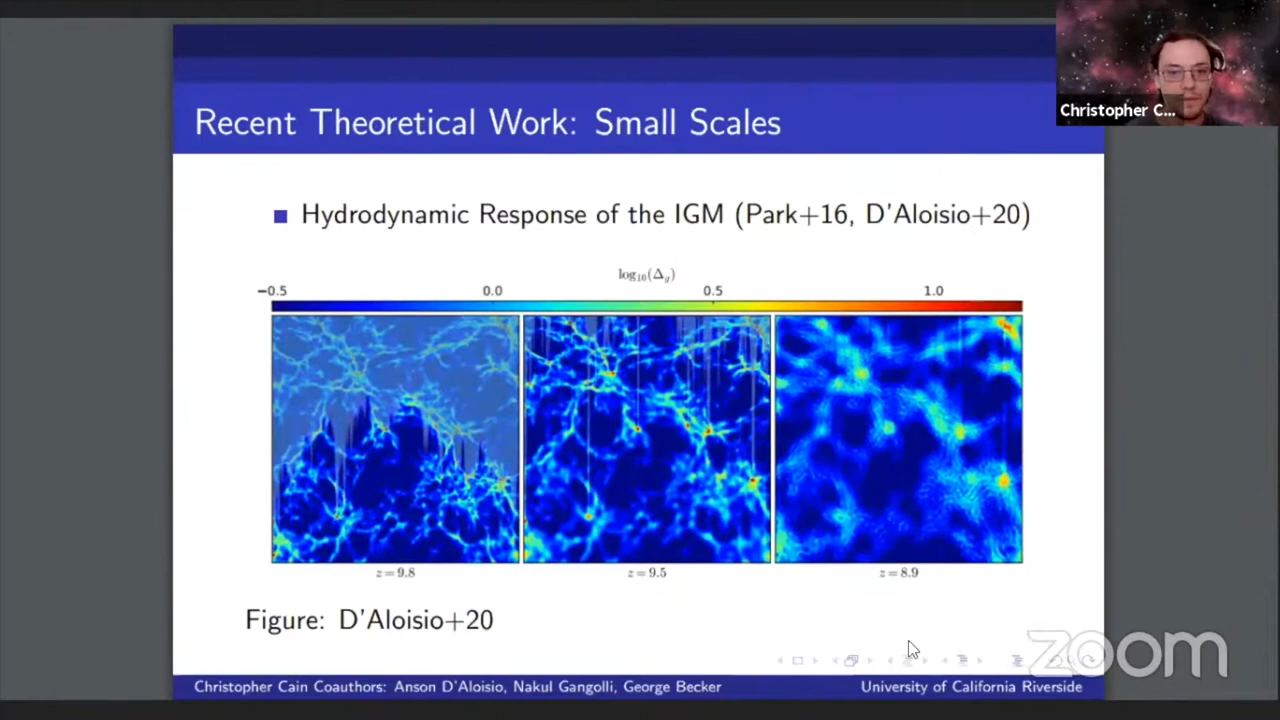 Recent Theoretical Work: Small Scales
Christopher C...
Hydrodynamic Response of the IGM (Park+16, D'Aloisio+20)
log₁₀(Δg)
−0.5 0.0 0.5 1.0
z = 9.8 z = 9.5 z = 8.9
Figure: D'Aloisio+20
zoom
Christopher Cain Coauthors: Anson D'Aloisio, Nakul Gangolli, George Becker University of California Riverside